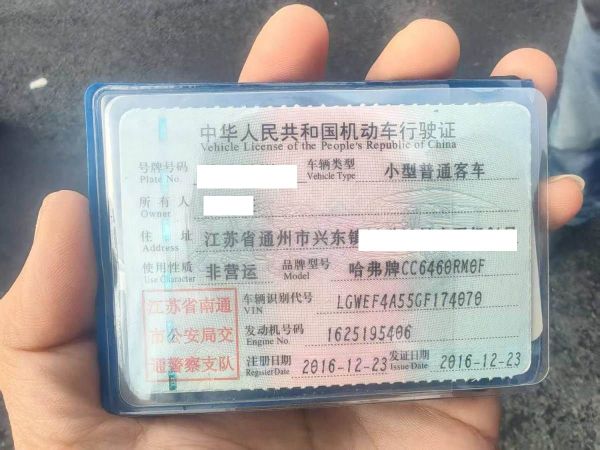 中华人民共和国机动车行驶证
Vehicle License of the People's Republic of China
号牌号码 车辆类型 小型普通客车
Plate No. Vehicle Type
所有人
Owner
住址 江苏省通州市兴东镇
Address
使用性质 非营运 品牌型号 哈弗牌CC6460RM0F
Use Character Model
江苏省南通
市公安局交
通警察支队
车辆识别代号 LGWEF4A55GF174070
VIN
发动机号码 1625195406
Engine No.
注册日期 2016-12-23 发证日期 2016-12-23
Register Date Issue Date